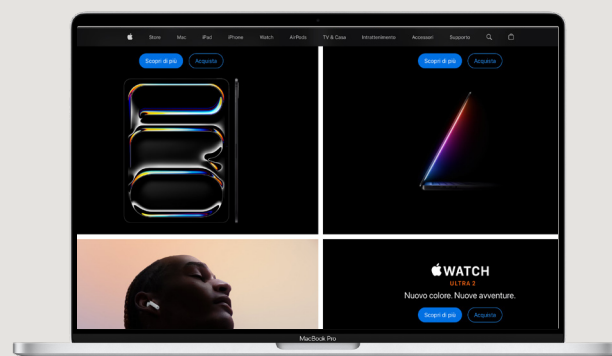 Store Mac iPad iPhone Watch AirPods TV & Casa Intrattenimento Accessori Supporto
Scopri di più Acquista
Scopri di più Acquista
WATCH
ULTRA 2
Nuovo colore. Nuove avventure.
Scopri di più Acquista
MacBook Pro